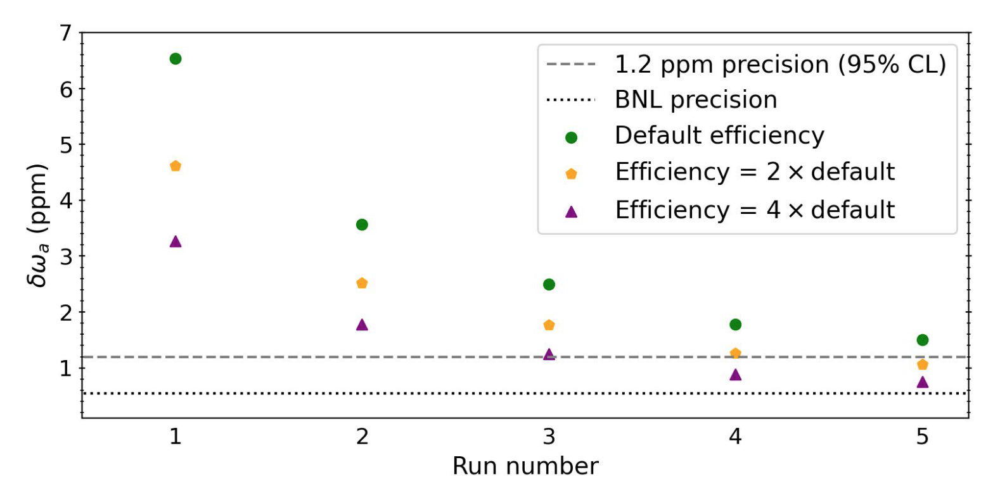 7
6
5
4
3
2
1
δωₐ (ppm)
1.2 ppm precision (95% CL)
BNL precision
Default efficiency
Efficiency = 2 × default
Efficiency = 4 × default
1 2 3 4 5
Run number